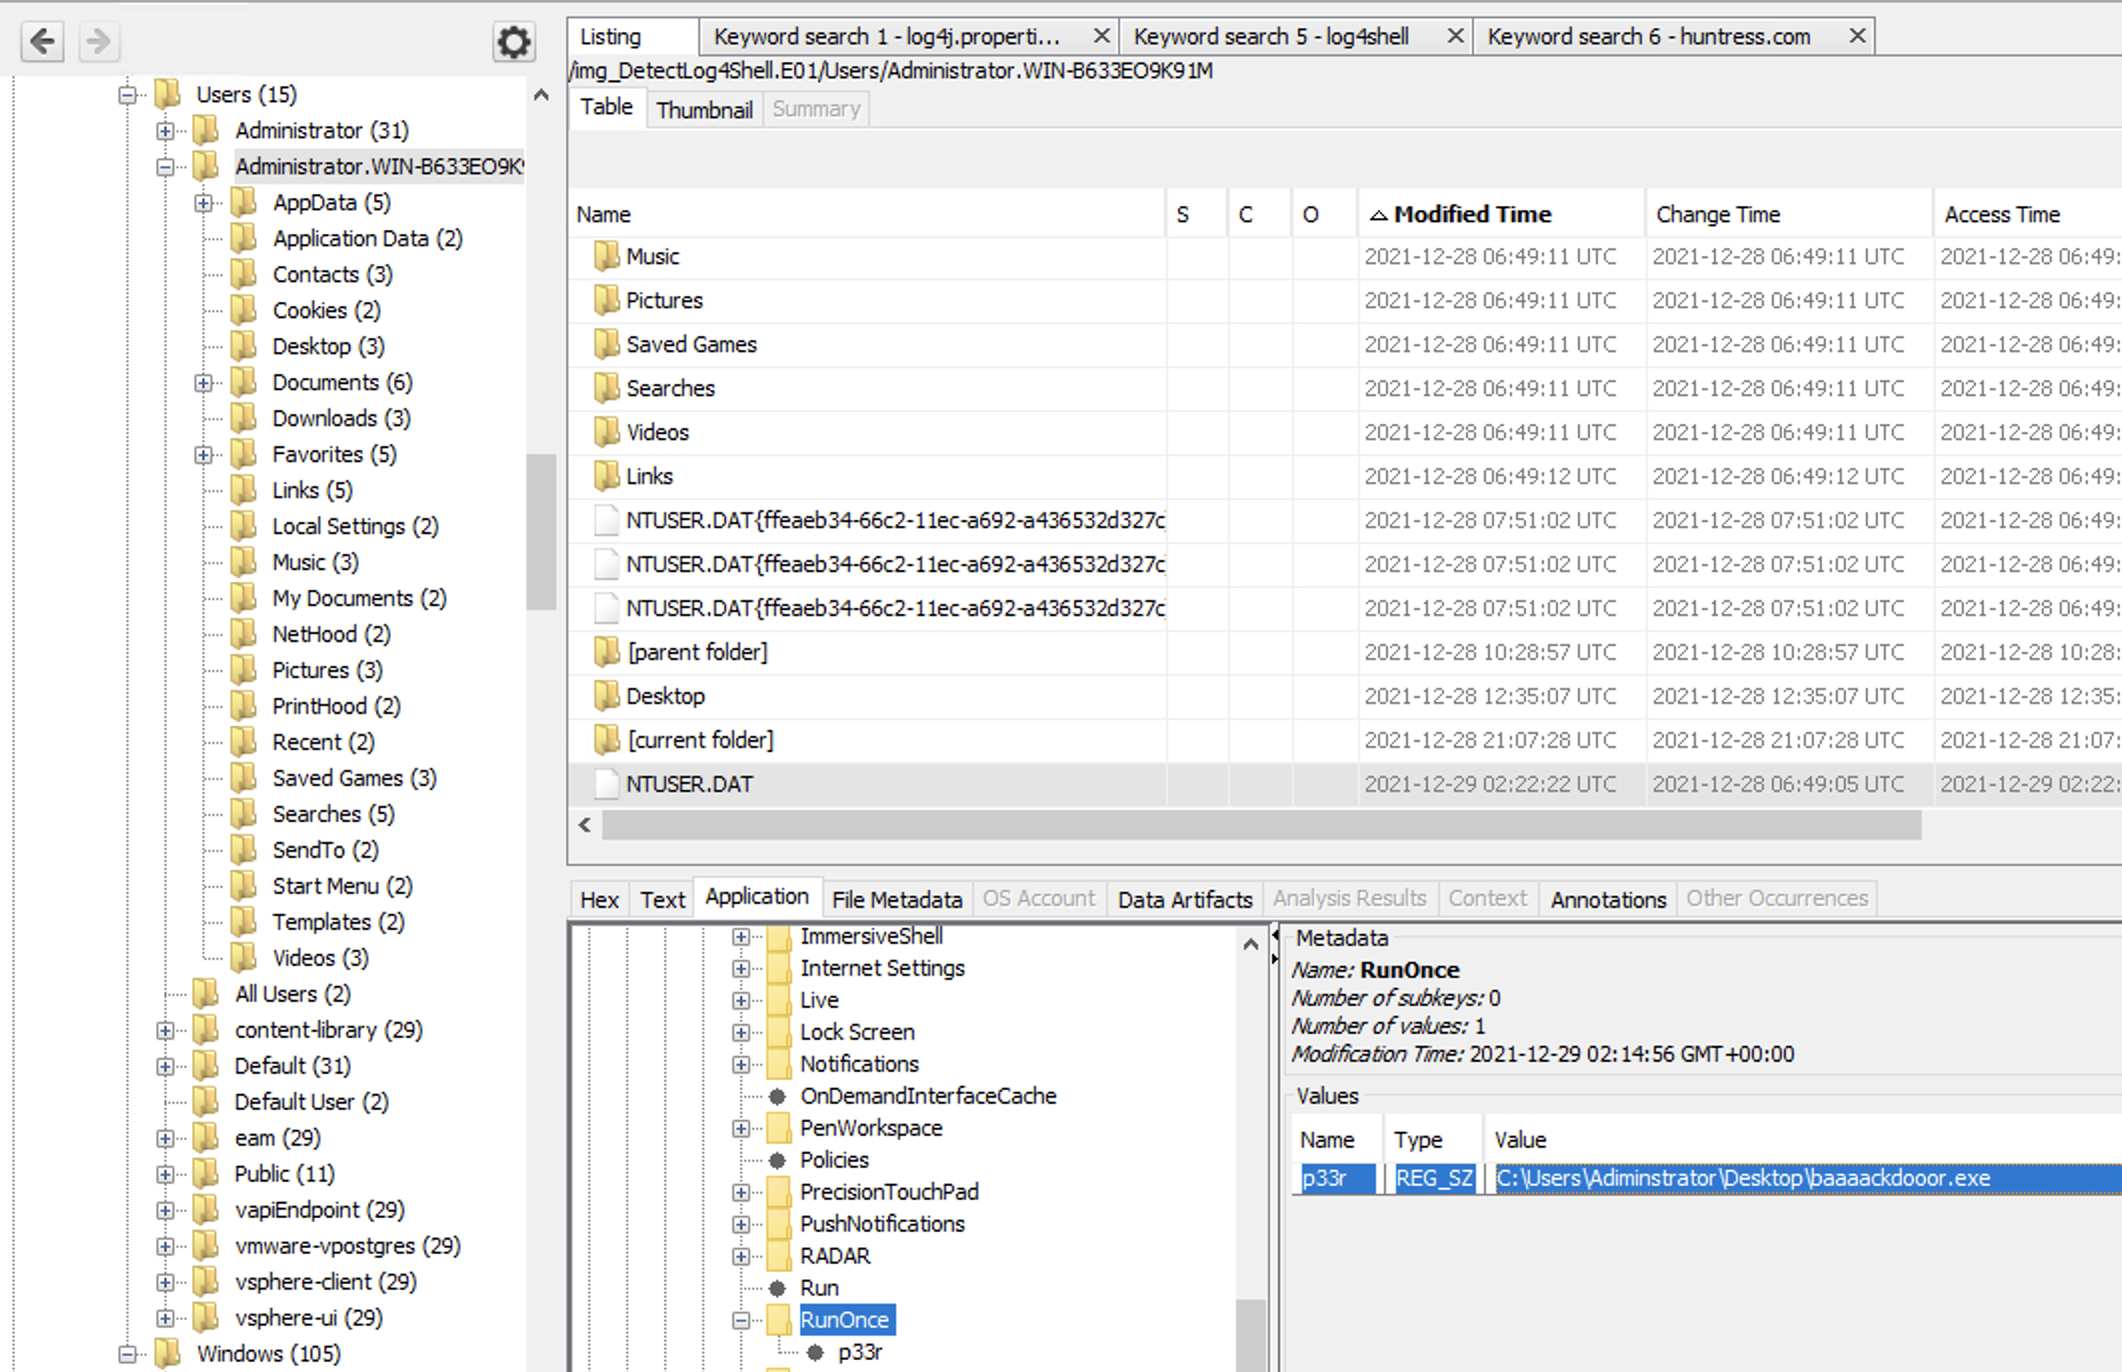 Listing
Keyword search 1 - log4j.properti...
Keyword search 5 - log4shell
Keyword search 6 - huntress.com
/img_DetectLog4Shell.E01/Users/Administrator.WIN-B633EO9K91M
Table
Thumbnail
Summary
Users (15)
Administrator (31)
Administrator.WIN-B633EO9K
AppData (5)
Application Data (2)
Contacts (3)
Cookies (2)
Desktop (3)
Documents (6)
Downloads (3)
Favorites (5)
Links (5)
Local Settings (2)
Music (3)
My Documents (2)
NetHood (2)
Pictures (3)
PrintHood (2)
Recent (2)
Saved Games (3)
Searches (5)
SendTo (2)
Start Menu (2)
Templates (2)
Videos (3)
All Users (2)
content-library (29)
Default (31)
Default User (2)
eam (29)
Public (11)
vapiEndpoint (29)
vmware-vpostgres (29)
vsphere-client (29)
vsphere-ui (29)
Windows (105)
Name S C O Modified Time Change Time Access Time
Music 2021-12-28 06:49:11 UTC 2021-12-28 06:49:11 UTC 2021-12-28 06:49:
Pictures 2021-12-28 06:49:11 UTC 2021-12-28 06:49:11 UTC 2021-12-28 06:49:
Saved Games 2021-12-28 06:49:11 UTC 2021-12-28 06:49:11 UTC 2021-12-28 06:49:
Searches 2021-12-28 06:49:11 UTC 2021-12-28 06:49:11 UTC 2021-12-28 06:49:
Videos 2021-12-28 06:49:11 UTC 2021-12-28 06:49:11 UTC 2021-12-28 06:49:
Links 2021-12-28 06:49:12 UTC 2021-12-28 06:49:12 UTC 2021-12-28 06:49:
NTUSER.DAT{ffeaeb34-66c2-11ec-a692-a436532d327c 2021-12-28 07:51:02 UTC 2021-12-28 07:51:02 UTC 2021-12-28 06:49:
NTUSER.DAT{ffeaeb34-66c2-11ec-a692-a436532d327c 2021-12-28 07:51:02 UTC 2021-12-28 07:51:02 UTC 2021-12-28 06:49:
NTUSER.DAT{ffeaeb34-66c2-11ec-a692-a436532d327c 2021-12-28 07:51:02 UTC 2021-12-28 07:51:02 UTC 2021-12-28 06:49:
[parent folder] 2021-12-28 10:28:57 UTC 2021-12-28 10:28:57 UTC 2021-12-28 10:28:
Desktop 2021-12-28 12:35:07 UTC 2021-12-28 12:35:07 UTC 2021-12-28 12:35:
[current folder] 2021-12-28 21:07:28 UTC 2021-12-28 21:07:28 UTC 2021-12-28 21:07:
NTUSER.DAT 2021-12-29 02:22:22 UTC 2021-12-28 06:49:05 UTC 2021-12-29 02:22:
Hex Text Application File Metadata OS Account Data Artifacts Analysis Results Context Annotations Other Occurrences
ImmersiveShell
Internet Settings
Live
Lock Screen
Notifications
OnDemandInterfaceCache
PenWorkspace
Policies
PrecisionTouchPad
PushNotifications
RADAR
Run
RunOnce
p33r
Metadata
Name: RunOnce
Number of subkeys: 0
Number of values: 1
Modification Time: 2021-12-29 02:14:56 GMT+00:00
Values
Name Type Value
p33r REG_SZ C:\Users\Adminstrator\Desktop\baaaackdooor.exe